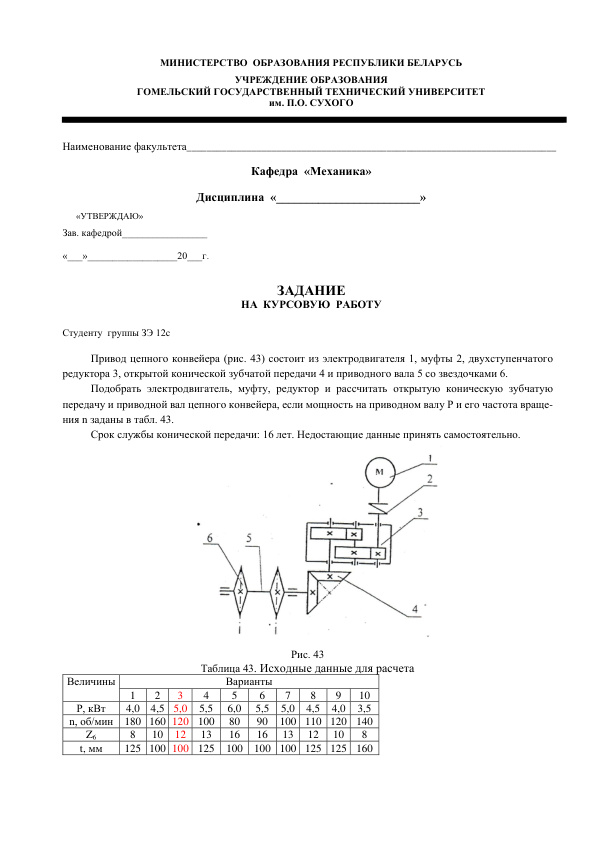 МИНИСТЕРСТВО ОБРАЗОВАНИЯ РЕСПУБЛИКИ БЕЛАРУСЬ
УЧРЕЖДЕНИЕ ОБРАЗОВАНИЯ
ГОМЕЛЬСКИЙ ГОСУДАРСТВЕННЫЙ ТЕХНИЧЕСКИЙ УНИВЕРСИТЕТ
им. П.О. СУХОГО
Наименование факультета____________________
Кафедра «Механика»
Дисциплина «______________________»
«УТВЕРЖДАЮ»
Зав. кафедрой_________________
«___»__________________20___г.
ЗАДАНИЕ
НА КУРСОВУЮ РАБОТУ
Студенту группы ЗЭ 12с
Привод цепного конвейера (рис. 43) состоит из электродвигателя 1, муфты 2, двухступенчатого
редуктора 3, открытой конической зубчатой передачи 4 и приводного вала 5 со звездочками 6.
Подобрать электродвигатель, муфту, редуктор и рассчитать открытую коническую зубчатую
передачу и приводной вал цепного конвейера, если мощность на приводном валу P и его частота враще-
ния n заданы в табл. 43.
Срок службы конической передачи: 16 лет. Недостающие данные принять самостоятельно.
1
М
2
3
6
5
4
Рис. 43
Таблица 43. Исходные данные для расчета
Величины Варианты
1 2 3 4 5 6 7 8 9 10
P, кВт 4,0 4,5 5,0 5,5 6,0 5,5 5,0 4,5 4,0 3,5
n, об/мин 180 160 120 100 80 90 100 110 120 140
Z6 8 10 12 13 16 16 13 12 10 8
t, мм 125 100 100 125 100 100 100 125 125 160